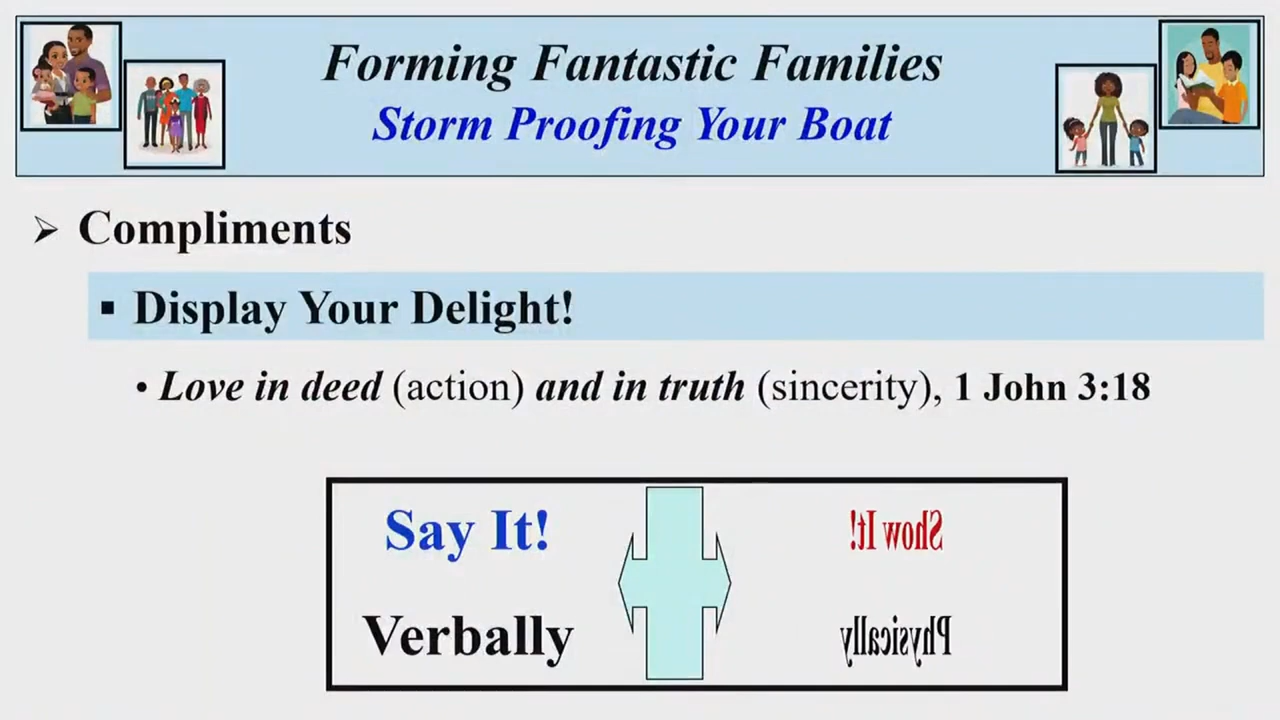 Forming Fantastic Families
Storm Proofing Your Boat
➢ Compliments
▪ Display Your Delight!
• Love in deed (action) and in truth (sincerity), 1 John 3:18
Say It!
Show It!
Verbally
Physically